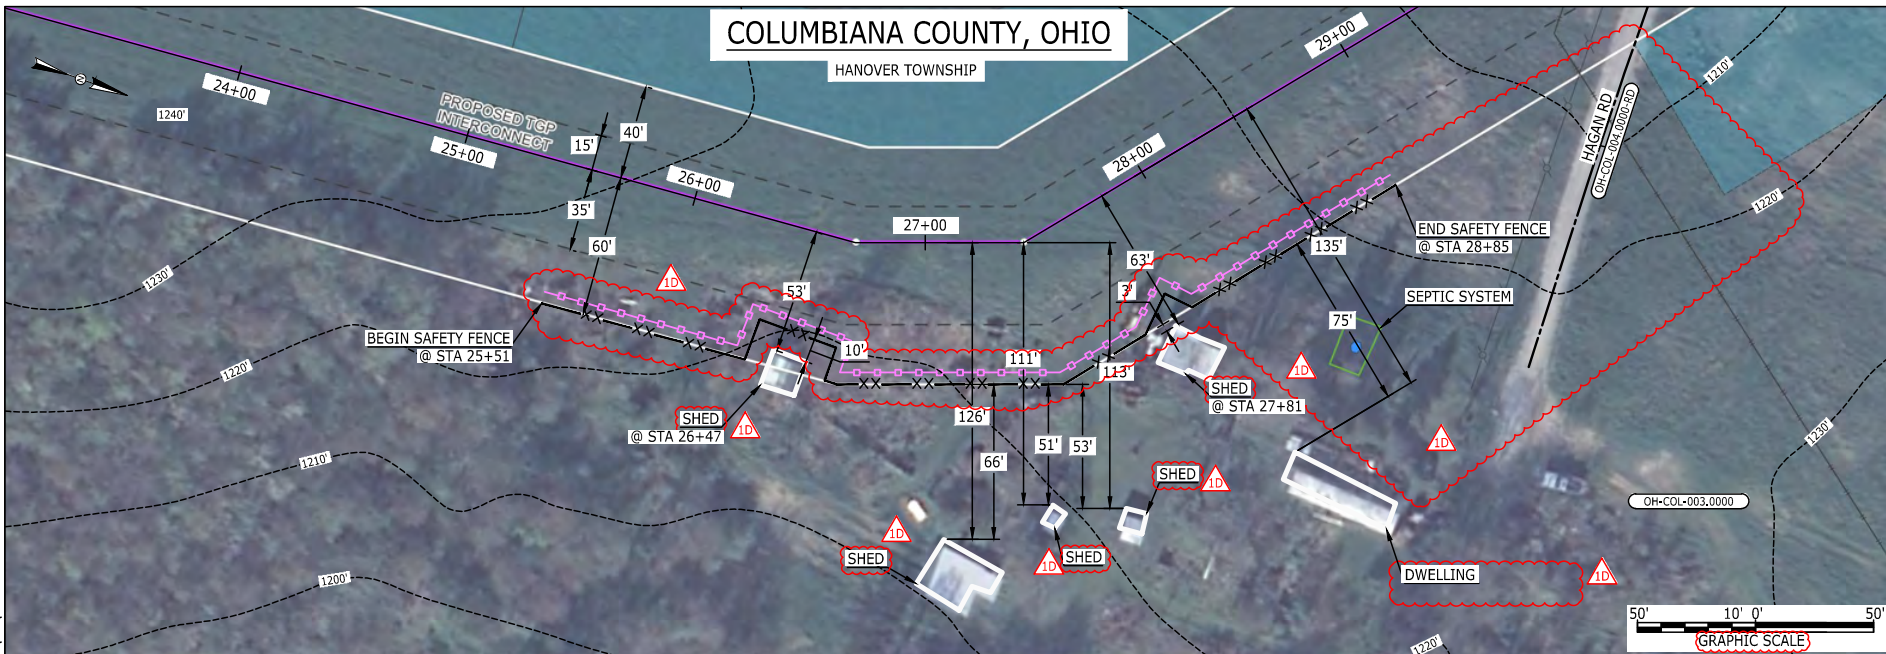 COLUMBIANA COUNTY, OHIO
HANOVER TOWNSHIP
N
24+00
1240'
PROPOSED TGP
INTERCONNECT
25+00
15'
40'
26+00
35'
60'
27+00
28+00
29+00
HAGAN RD
OH-COL-004.0000-RD
1210'
1220'
1230'
53'
1D
63'
3'
135'
END SAFETY FENCE
@ STA 28+85
SEPTIC SYSTEM
75'
BEGIN SAFETY FENCE
@ STA 25+51
1220'
10'
111'
113'
SHED
@ STA 27+81
1D
SHED
@ STA 26+47
1D
126'
51'
53'
66'
1D
1230'
1210'
SHED
1D
OH-COL-003.0000
1D
SHED
1D
SHED
1200'
DWELLING
1D
1220'
50' 10' 0' 50'
GRAPHIC SCALE